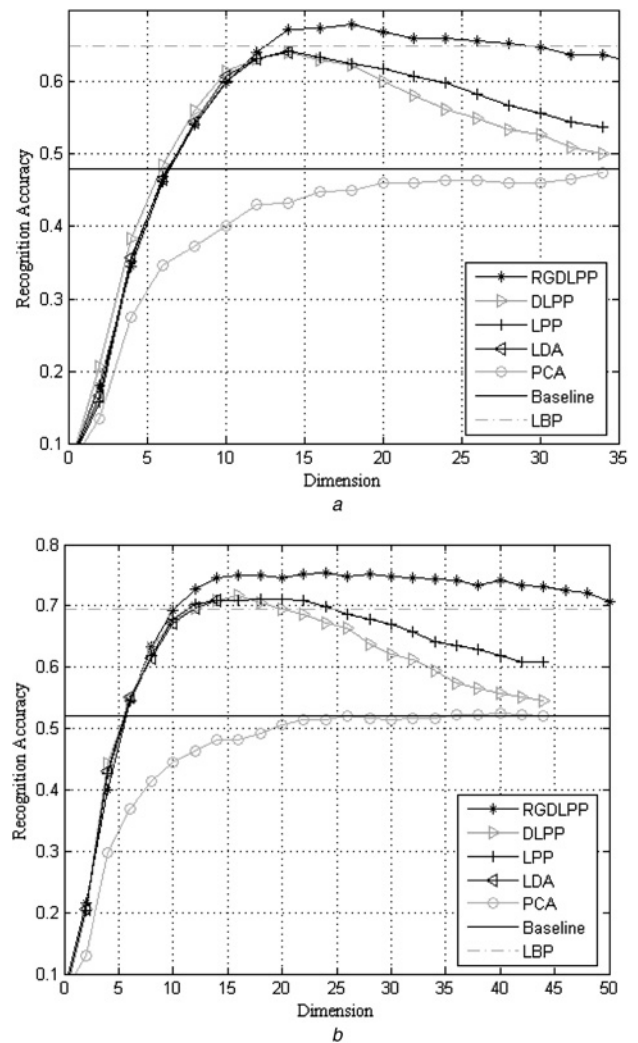 Recognition Accuracy
0.6
0.5
0.4
0.3
0.2
0.1
RGDLPP
DLPP
LPP
LDA
PCA
Baseline
LBP
0 5 10 15 20 25 30 35
Dimension
a
Recognition Accuracy
0.8
0.7
0.6
0.5
0.4
0.3
0.2
0.1
RGDLPP
DLPP
LPP
LDA
PCA
Baseline
LBP
0 5 10 15 20 25 30 35 40 45 50
Dimension
b